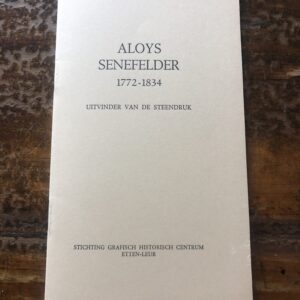 ALOYS
SENEFELDER
1772-1834
UITVINDER VAN DE STEENDRUK
STICHTING GRAFISCH HISTORISCH CENTRUM
ETTEN-LEUR